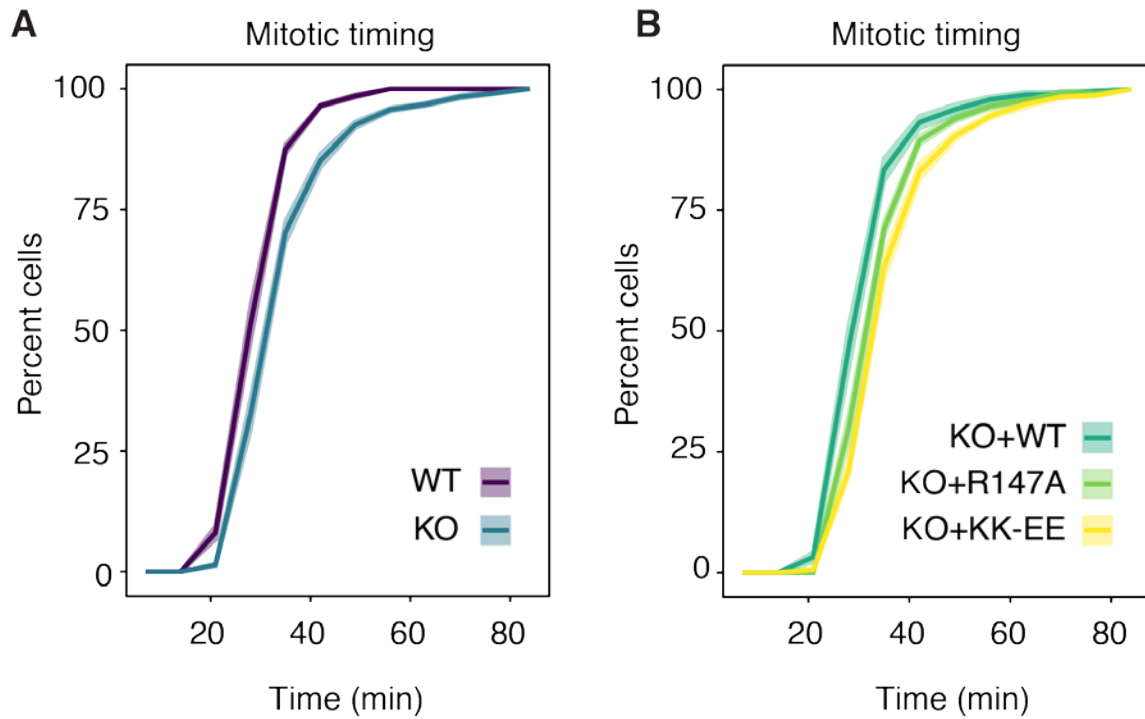 A
Mitotic timing
Percent cells
100
75
50
25
0
WT
KO
20 40 60 80
Time (min)
B
Mitotic timing
Percent cells
100
75
50
25
0
KO+WT
KO+R147A
KO+KK-EE
20 40 60 80
Time (min)